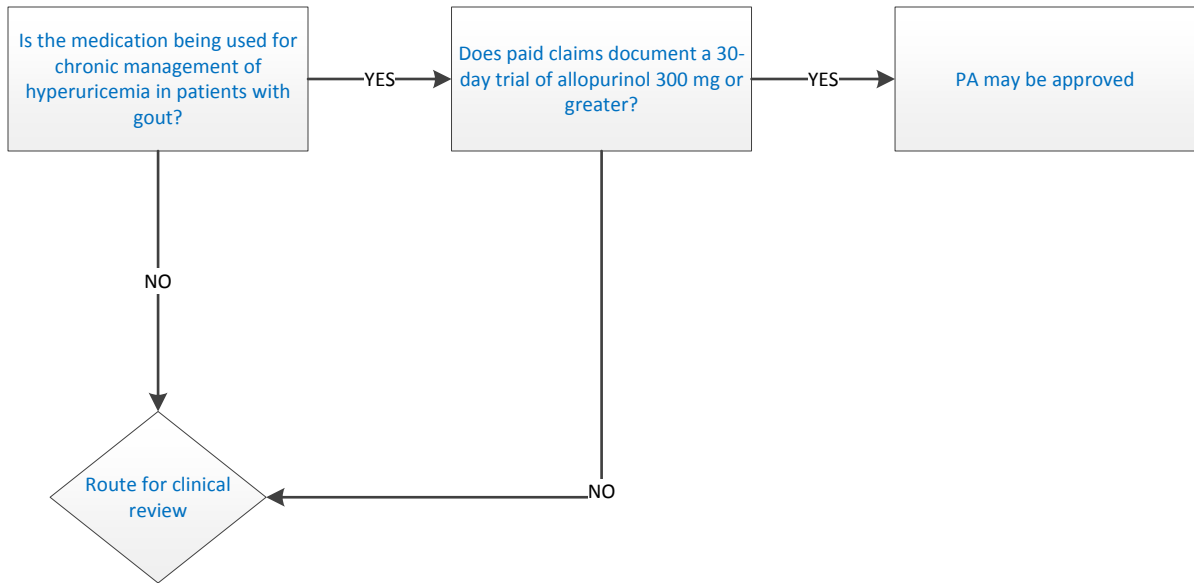 Is the medication being used for
chronic management of
hyperuricemia in patients with
gout?
YES
Does paid claims document a 30-
day trial of allopurinol 300 mg or
greater?
YES
PA may be approved
NO
NO
Route for clinical
review